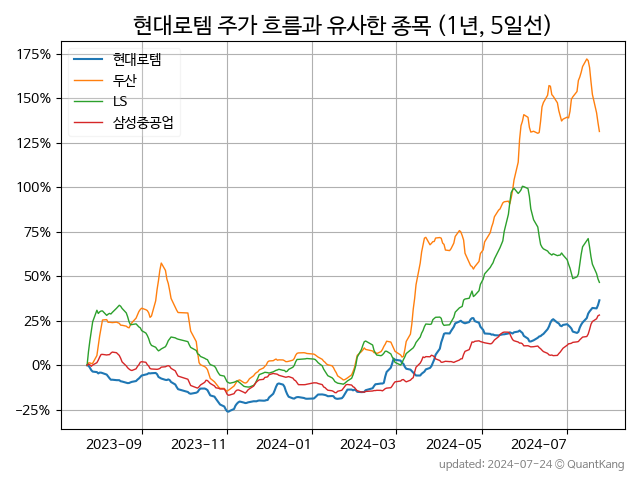 현대로템 주가 흐름과 유사한 종목 (1년, 5일선)
현대로템
두산
LS
삼성중공업
175%
150%
125%
100%
75%
50%
25%
0%
−25%
2023-09
2023-11
2024-01
2024-03
2024-05
2024-07
updated: 2024-07-24 © QuantKang